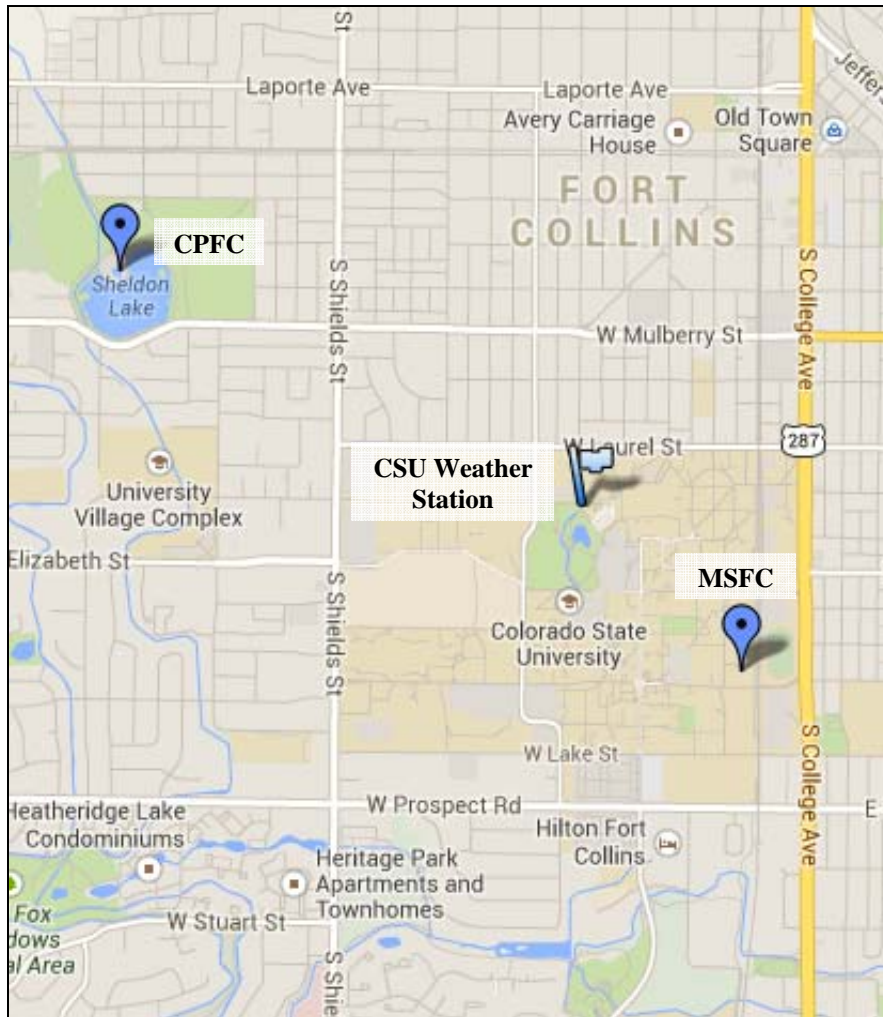 St
Laporte Ave
Laporte Ave
Jeffers
Avery Carriage
House
Old Town
Square
FORT
COLLINS
CPFC
Sheldon
Lake
S Shields St
S College Ave
W Mulberry St
287
W Laurel St
CSU Weather
Station
University
Village Complex
Elizabeth St
MSFC
S Shields St
Colorado State
University
W Lake St
S College Ave
W Prospect Rd
E
Heatheridge Lake
Condominiums
Hilton Fort
Collins
Heritage Park
Apartments and
Townhomes
Fox
dows
al Area
W Stuart St
S Shie